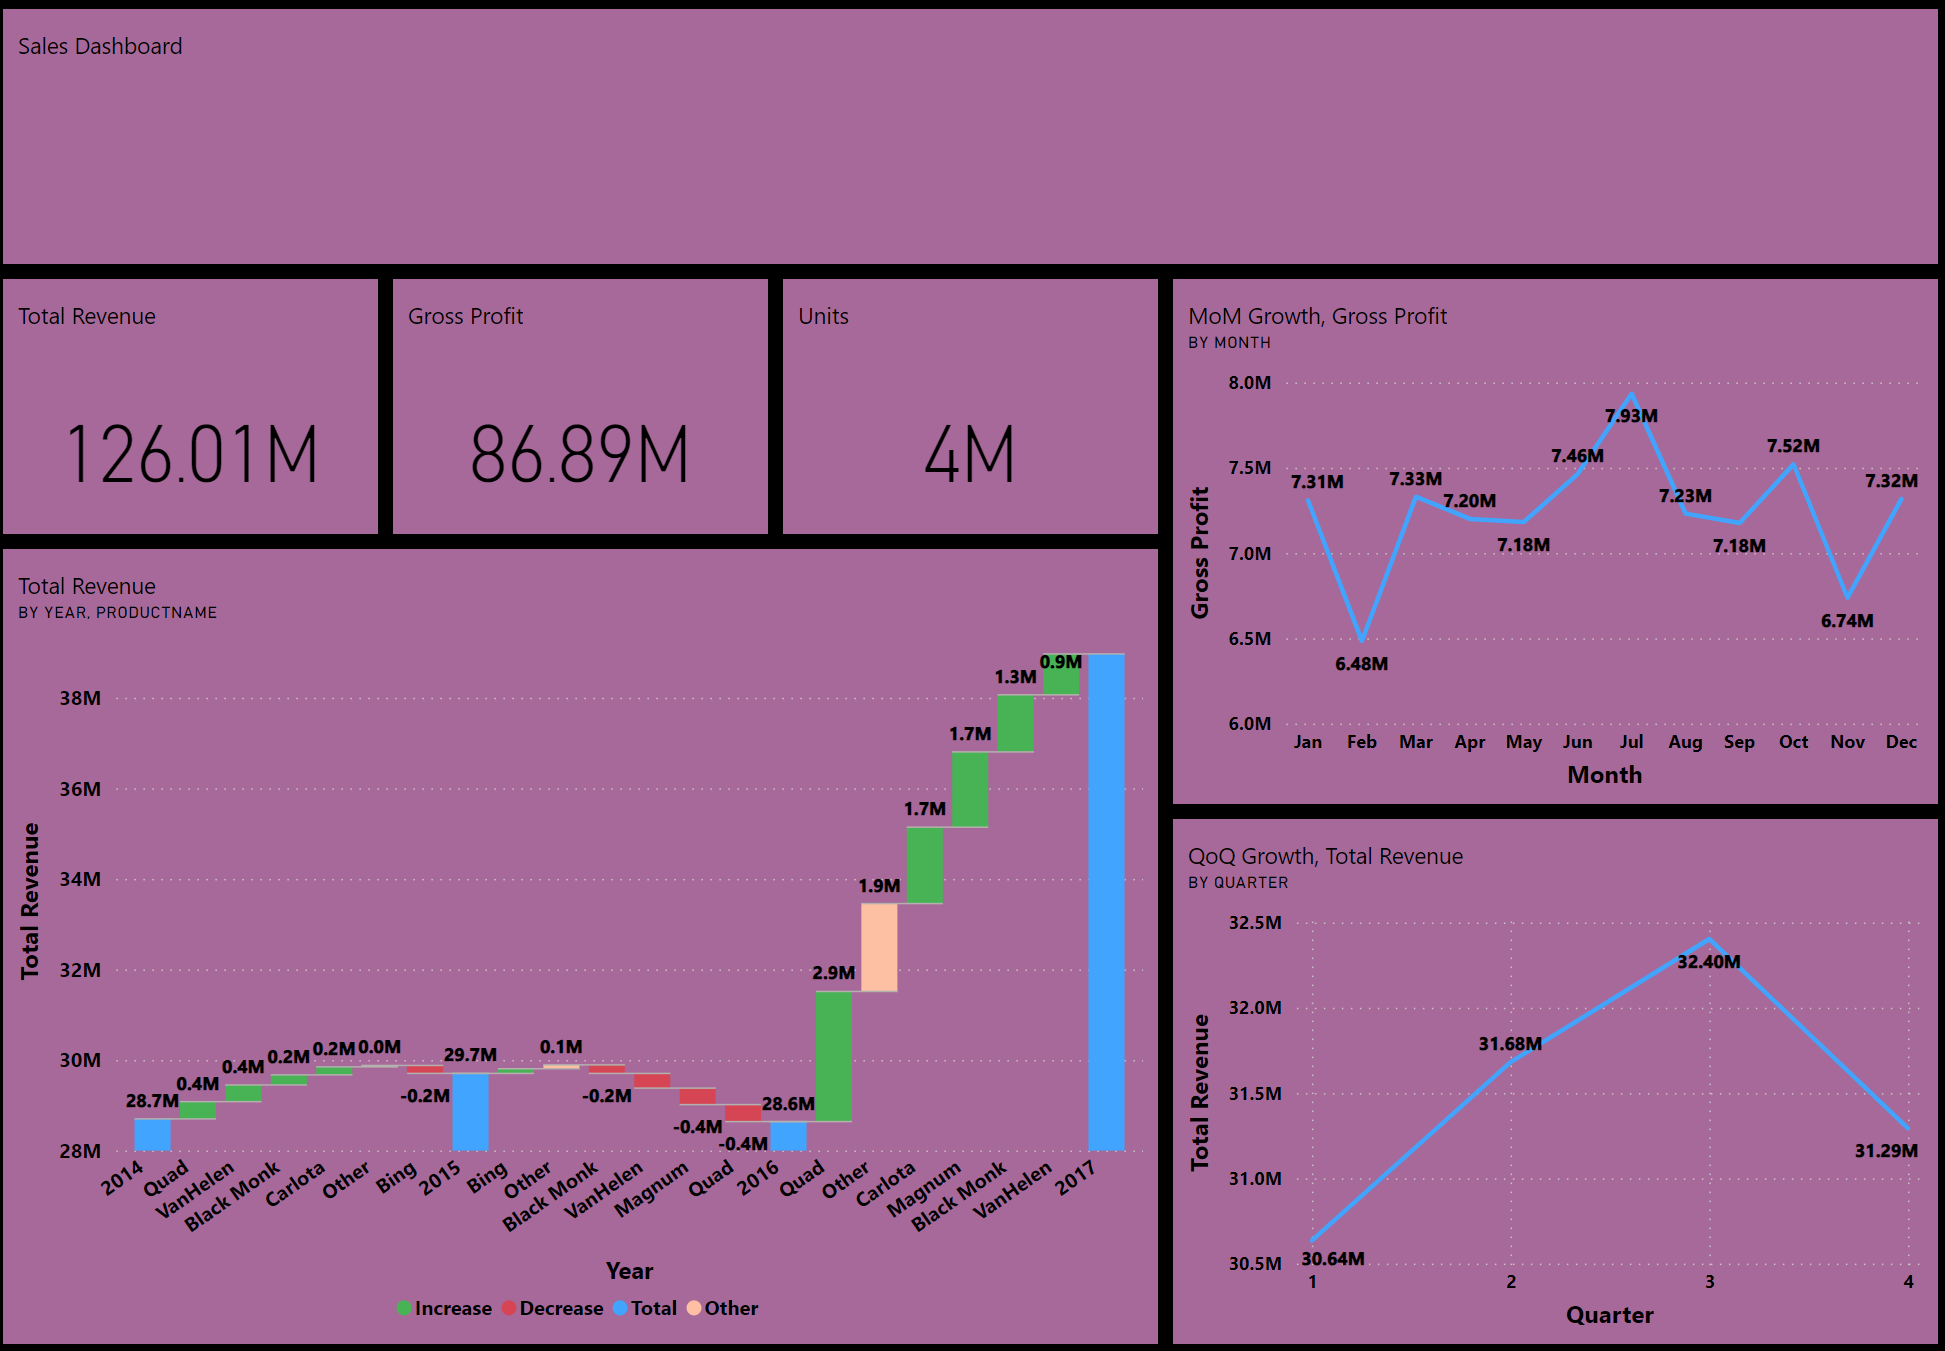 Sales Dashboard
Total Revenue
126.01M
Gross Profit
86.89M
Units
4M
MoM Growth, Gross Profit
BY MONTH
Gross Profit
8.0M
7.5M
7.0M
6.5M
6.0M
7.31M
6.48M
7.33M
7.20M
7.18M
7.46M
7.93M
7.23M
7.18M
7.52M
6.74M
7.32M
Jan Feb Mar Apr May Jun Jul Aug Sep Oct Nov Dec
Month
Total Revenue
BY YEAR, PRODUCTNAME
Total Revenue
38M
36M
34M
32M
30M
28M
28.7M
0.4M
0.4M
0.2M
0.2M
0.0M
-0.2M
29.7M
0.1M
-0.2M
-0.4M
-0.4M
28.6M
2.9M
1.9M
1.7M
1.7M
1.3M
0.9M
2014 Quad VanHelen Black Monk Carlota Other Bing 2015 Bing Other Black Monk VanHelen Magnum Quad 2016 Quad Other Carlota Magnum Black Monk VanHelen 2017
Year
Increase Decrease Total Other
QoQ Growth, Total Revenue
BY QUARTER
Total Revenue
32.5M
32.0M
31.5M
31.0M
30.5M
30.64M
31.68M
32.40M
31.29M
1 2 3 4
Quarter